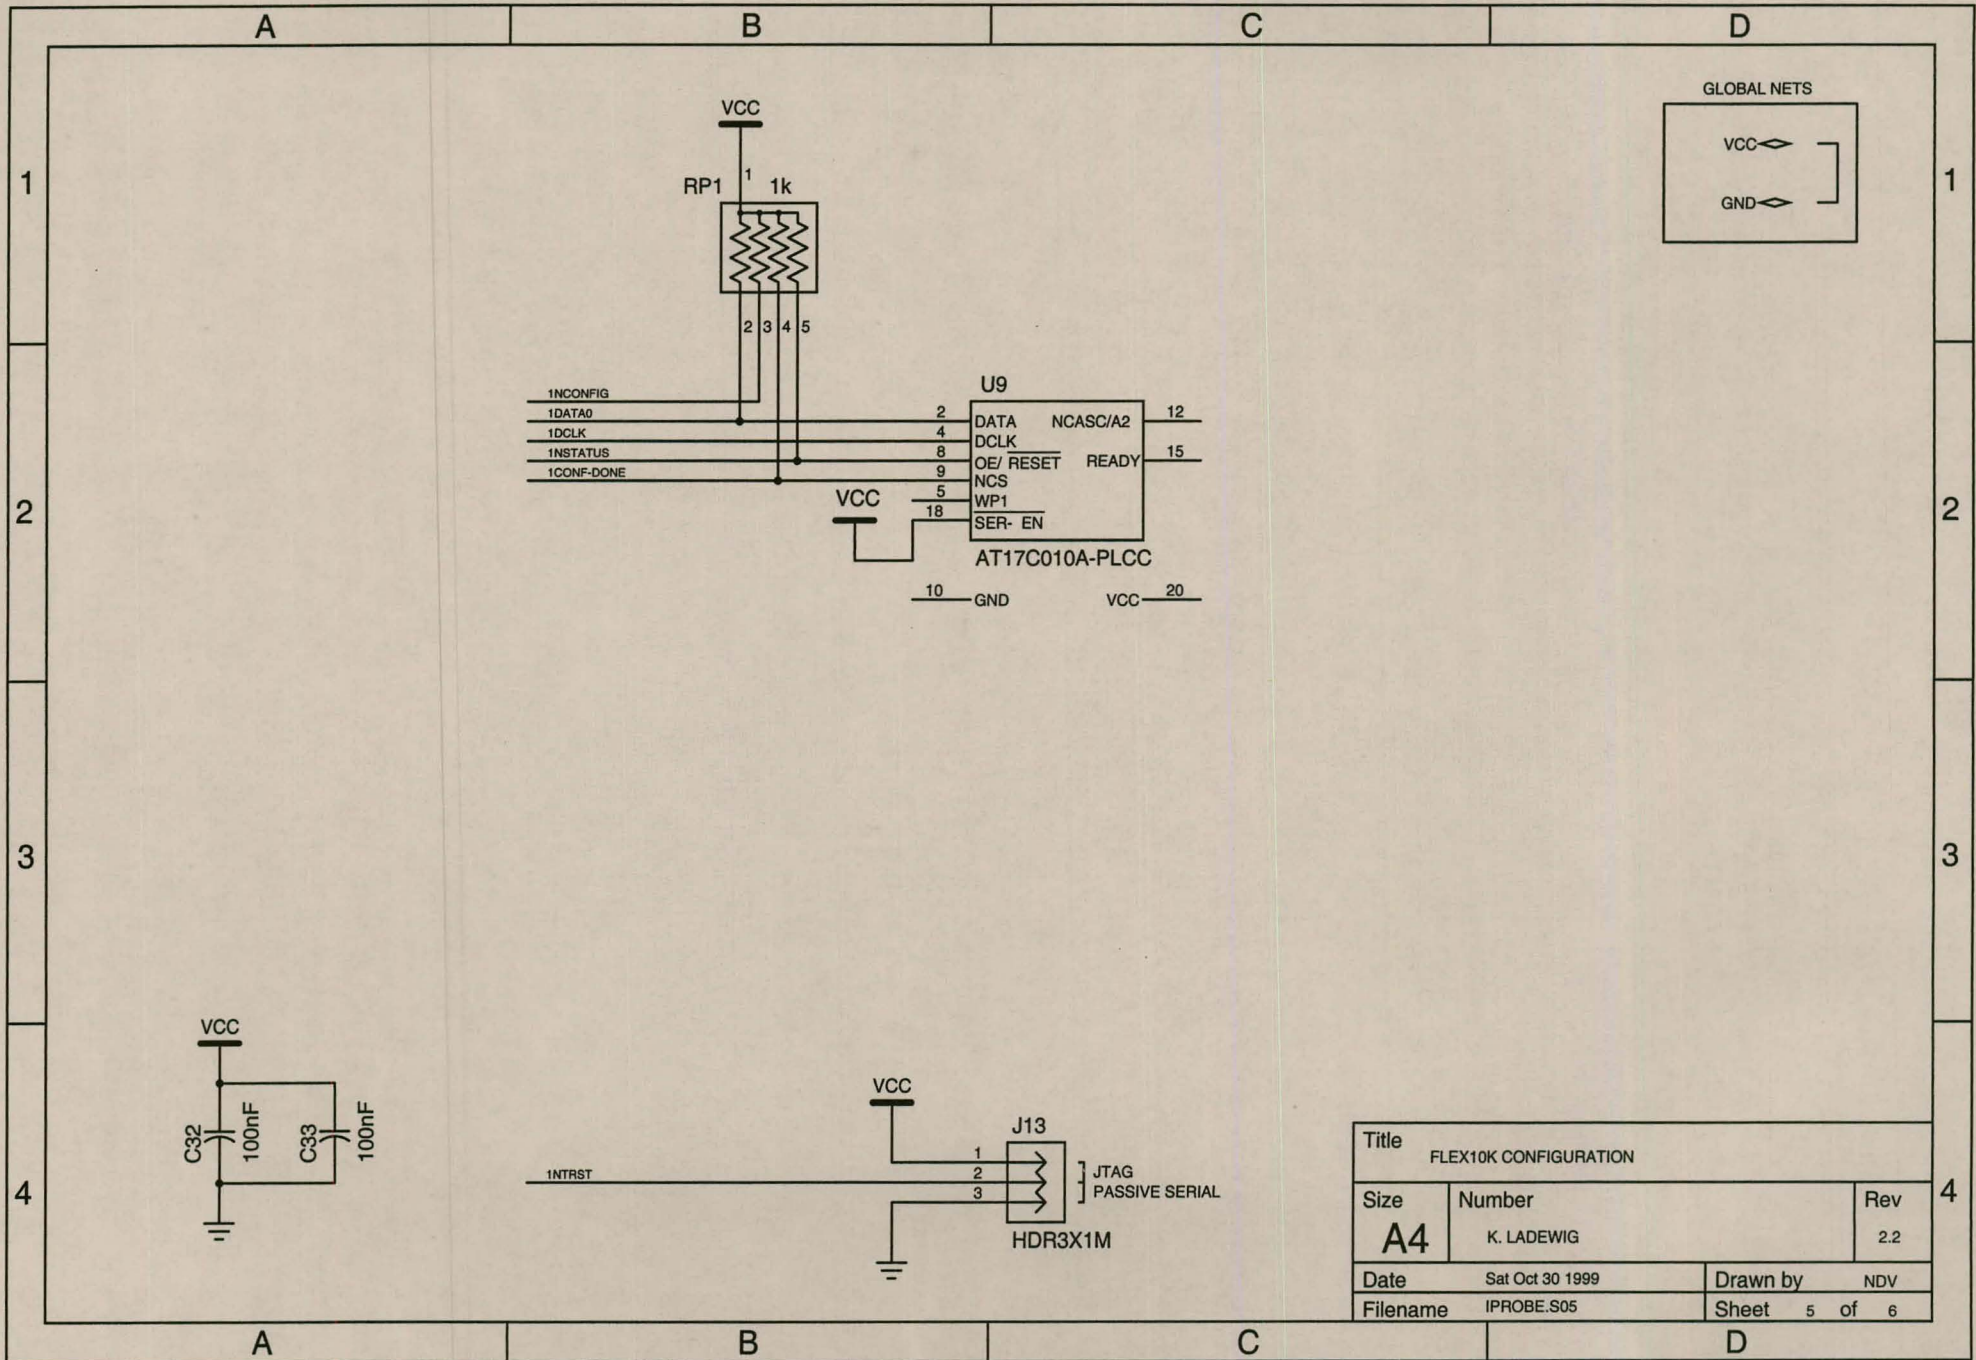 A B C D
GLOBAL NETS
VCC
GND
VCC
1
RP1 1k
1 1
2 3 4 5
1NCONFIG
1DATA0
1DCLK
1NSTATUS
1CONF-DONE
U9
2 DATA NCASC/A2 12
4 DCLK
8 OE/ RESET READY 15
9 NCS
5 WP1
18 SER- EN
VCC
AT17C010A-PLCC
10 GND VCC 20
2 2
3 3
VCC
C32 100nF
C33 100nF
VCC
J13
1
1NTRST 2
3
JTAG
PASSIVE SERIAL
HDR3X1M
4 4
Title FLEX10K CONFIGURATION
Size A4
Number K. LADEWIG
Rev 2.2
Date Sat Oct 30 1999
Drawn by NDV
Filename IPROBE.S05
Sheet 5 of 6
A B C D